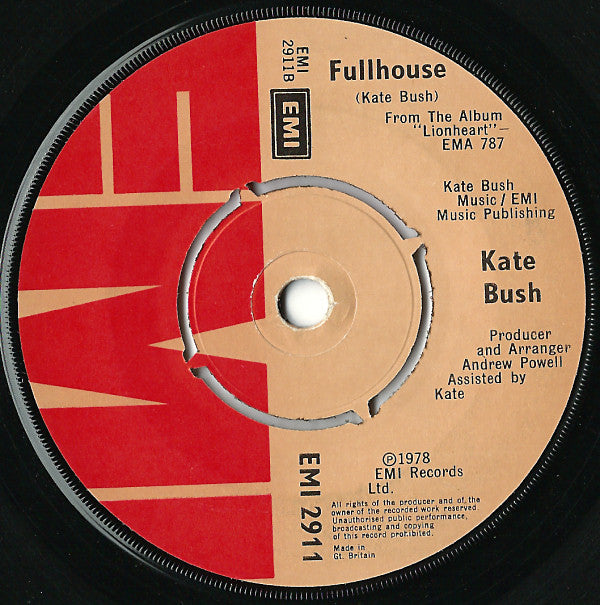 EMI
2911B
EMI
Fullhouse
(Kate Bush)
From The Album
"Lionheart"—
EMA 787
Kate Bush
Music / EMI
Music Publishing
Kate
Bush
Producer
and Arranger
Andrew Powell
Assisted by
Kate
EMI 2911
℗1978
EMI Records
Ltd.
All rights of the producer and of the
owner of the recorded work reserved
Unauthorised public performance,
broadcasting and copying
of this record prohibited.
Made in
Gt. Britain
EMI